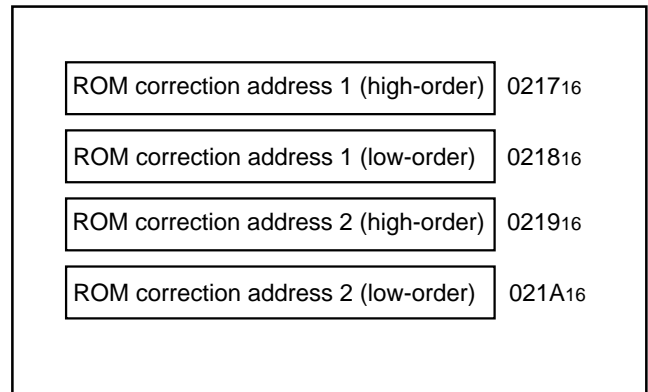 ROM correction address 1 (high-order) 0217₁₆
ROM correction address 1 (low-order) 0218₁₆
ROM correction address 2 (high-order) 0219₁₆
ROM correction address 2 (low-order) 021A₁₆